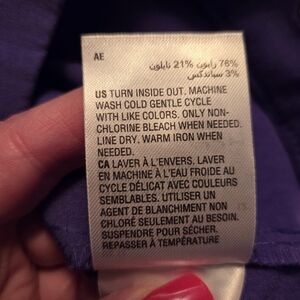 AE
76% رايون 21% نايلون
3% سباندكس
US TURN INSIDE OUT. MACHINE
WASH COLD GENTLE CYCLE
WITH LIKE COLORS. ONLY NON-
CHLORINE BLEACH WHEN NEEDED.
LINE DRY. WARM IRON WHEN
NEEDED.
CA LAVER À L'ENVERS. LAVER
EN MACHINE À L'EAU FROIDE AU
CYCLE DÉLICAT AVEC COULEURS
SEMBLABLES. UTILISER UN
AGENT DE BLANCHIMENT NON
CHLORÉ SEULEMENT AU BESOIN.
SUSPENDRE POUR SÉCHER.
REPASSER À TEMPÉRATURE